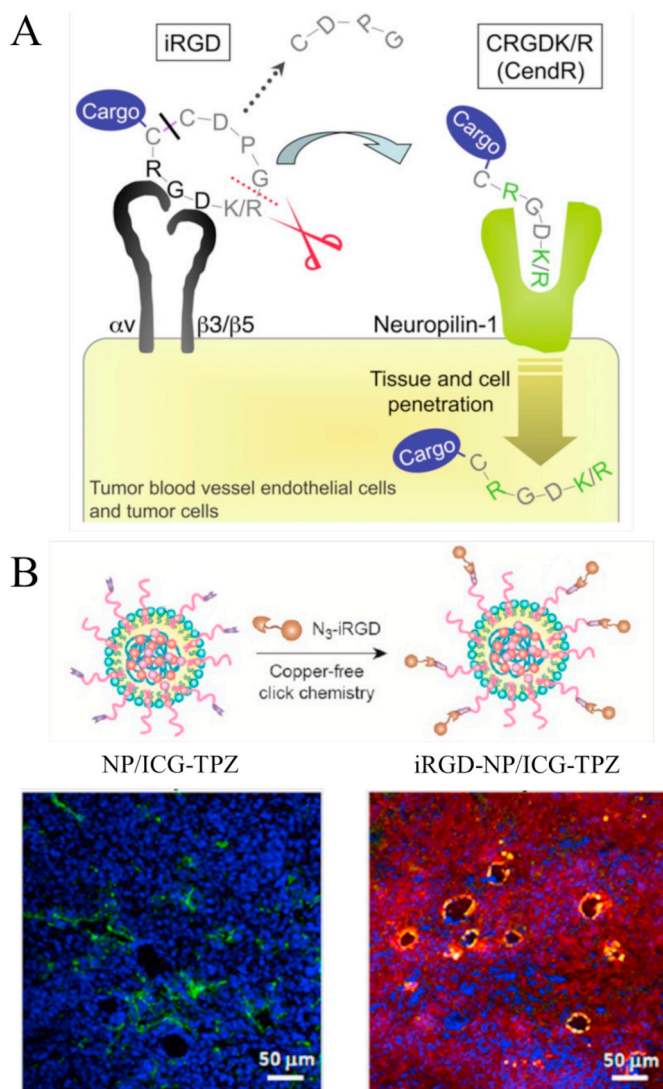 A
iRGD
C-D-P-G
CRGDK/R
(CendR)
Cargo
C
C
D
P
G
K/R
D
G
R
Cargo
C
R
G
D
K/R
αv
β3/β5
Neuropilin-1
Tissue and cell
penetration
Cargo
C
R
G
D
K/R
Tumor blood vessel endothelial cells
and tumor cells
B
N3-iRGD
Copper-free
click chemistry
NP/ICG-TPZ
iRGD-NP/ICG-TPZ
50 μm
50 μm